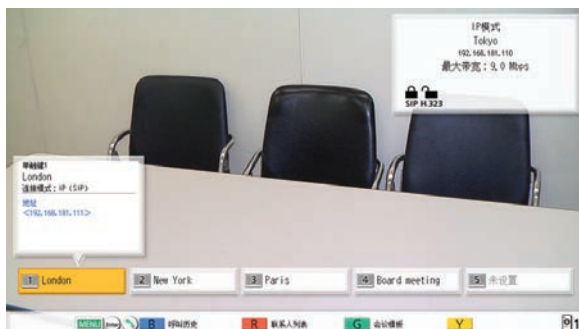 IP模式
Tokyo
192.168.181.110
最大带宽：9.0 Mbps
SIP H.323
单触键1
London
连接模式：IP (SIP)
地址
<192.168.181.111>
1 London
2 New York
3 Paris
4 Board meeting
5 未设置
MENU Enter B 呼叫历史 R 联系人列表 G 会议模板 Y 1